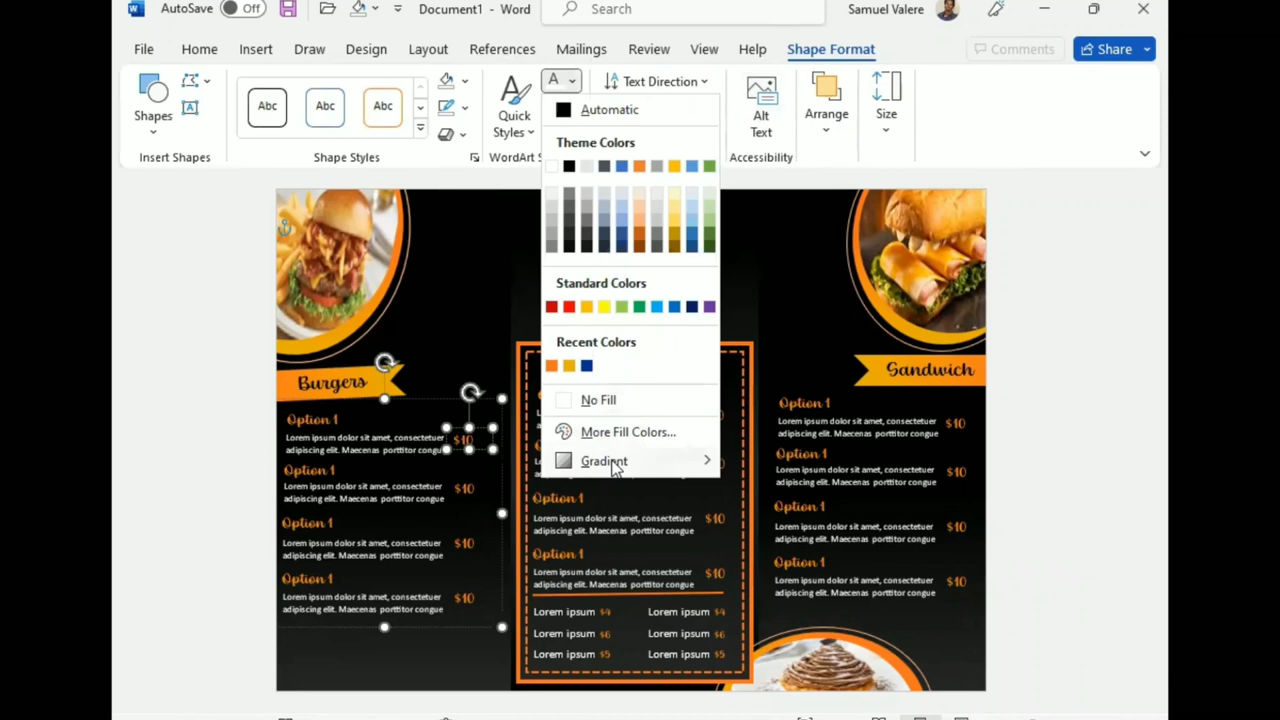 AutoSave Off Document1 - Word Search Samuel Valere
File Home Insert Draw Design Layout References Mailings Review View Help Shape Format Comments Share
Shapes
Insert Shapes
Abc Abc Abc
Shape Styles
Quick
Styles
WordArt S
A
Text Direction
Alt
Text
Accessibility
Arrange
Size
Automatic
Theme Colors
Standard Colors
Recent Colors
No Fill
More Fill Colors...
Gradient
Burgers
Option 1
Lorem ipsum dolor sit amet, consectetuer $10
adipiscing elit. Maecenas porttitor congue
Option 1
Lorem ipsum dolor sit amet, consectetuer $10
adipiscing elit. Maecenas porttitor congue
Option 1
Lorem ipsum dolor sit amet, consectetuer $10
adipiscing elit. Maecenas porttitor congue
Option 1
Lorem ipsum dolor sit amet, consectetuer $10
adipiscing elit. Maecenas porttitor congue
Option 1
Lorem ipsum dolor sit amet, consectetuer $10
adipiscing elit. Maecenas porttitor congue
Option 1
Lorem ipsum dolor sit amet, consectetuer $10
adipiscing elit. Maecenas porttitor congue
Lorem ipsum $4 Lorem ipsum $4
Lorem ipsum $6 Lorem ipsum $6
Lorem ipsum $5 Lorem ipsum $5
Sandwich
Option 1
Lorem ipsum dolor sit amet, consectetuer $10
adipiscing elit. Maecenas porttitor congue
Option 1
Lorem ipsum dolor sit amet, consectetuer $10
adipiscing elit. Maecenas porttitor congue
Option 1
Lorem ipsum dolor sit amet, consectetuer $10
adipiscing elit. Maecenas porttitor congue
Option 1
Lorem ipsum dolor sit amet, consectetuer $10
adipiscing elit. Maecenas porttitor congue